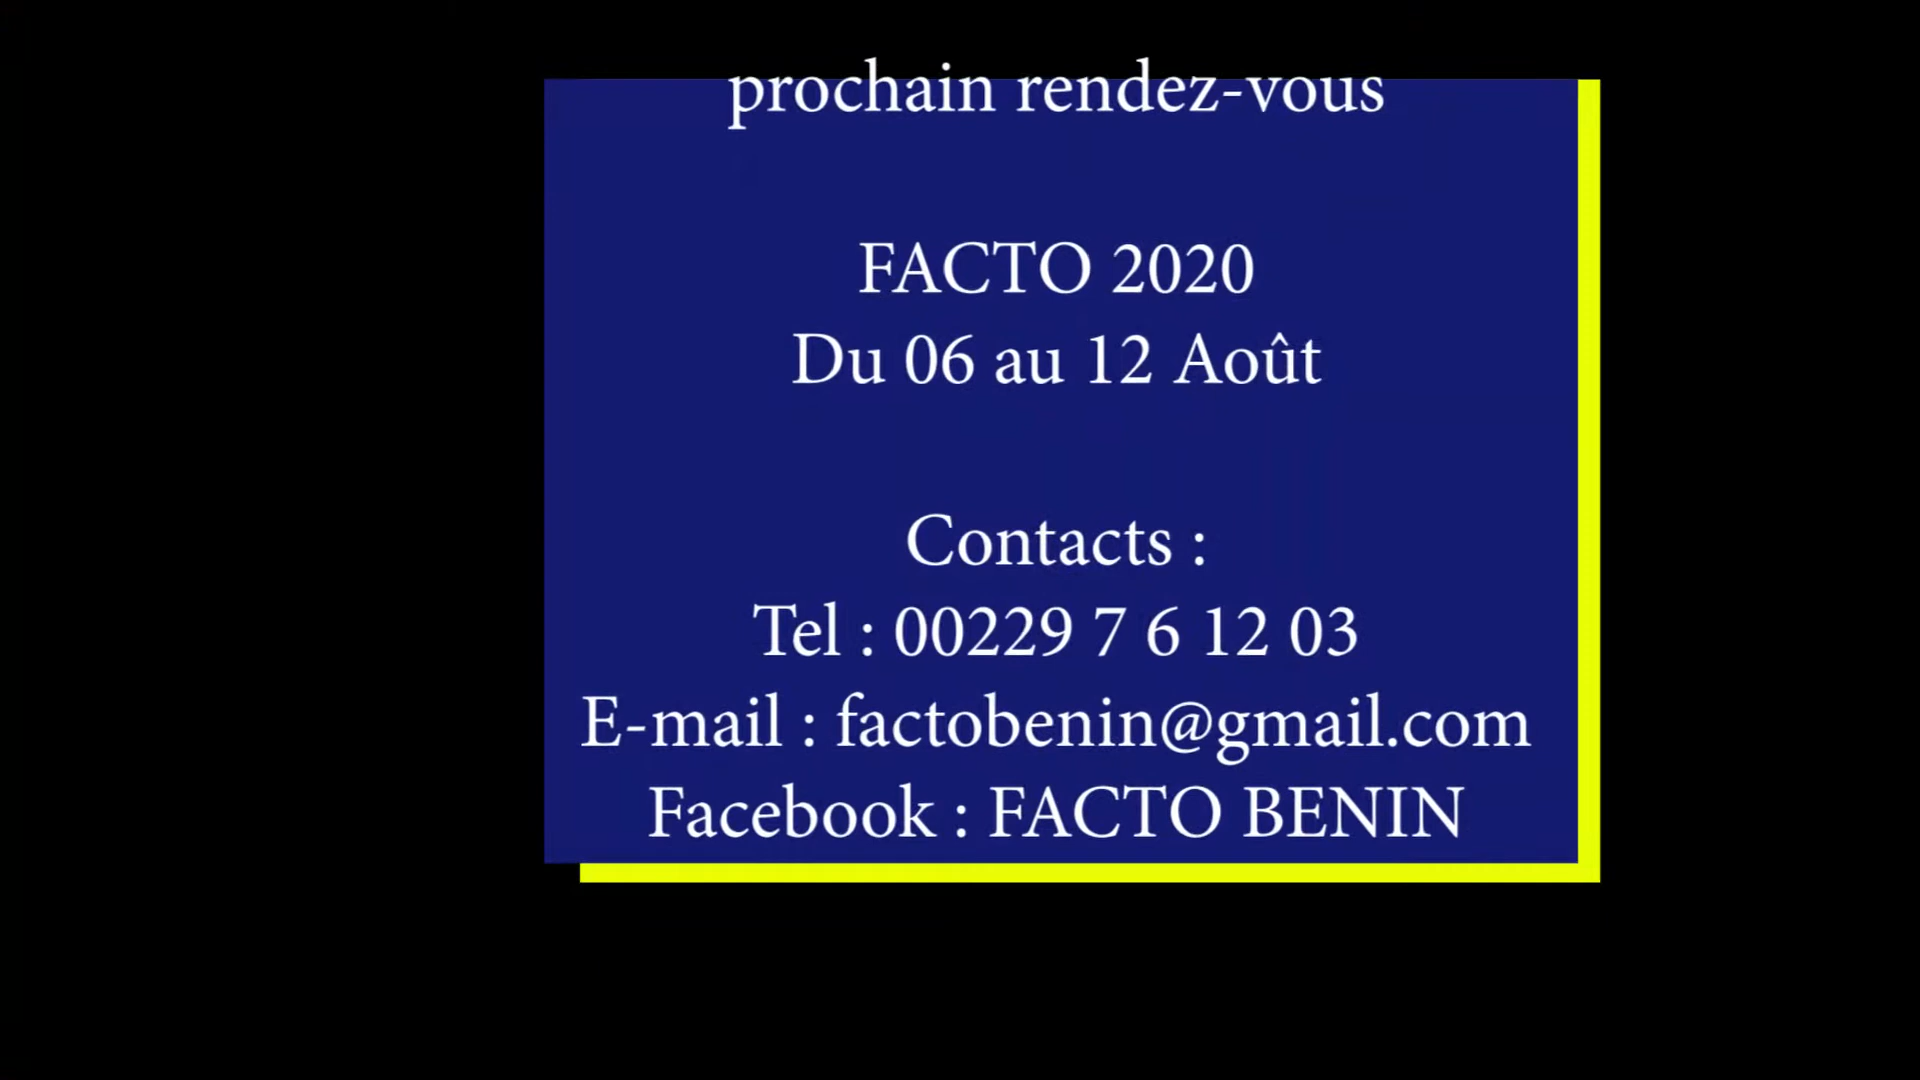 prochain rendez-vous
FACTO 2020
Du 06 au 12 Août
Contacts :
Tel : 00229 7 6 12 03
E-mail : factobenin@gmail.com
Facebook : FACTO BENIN